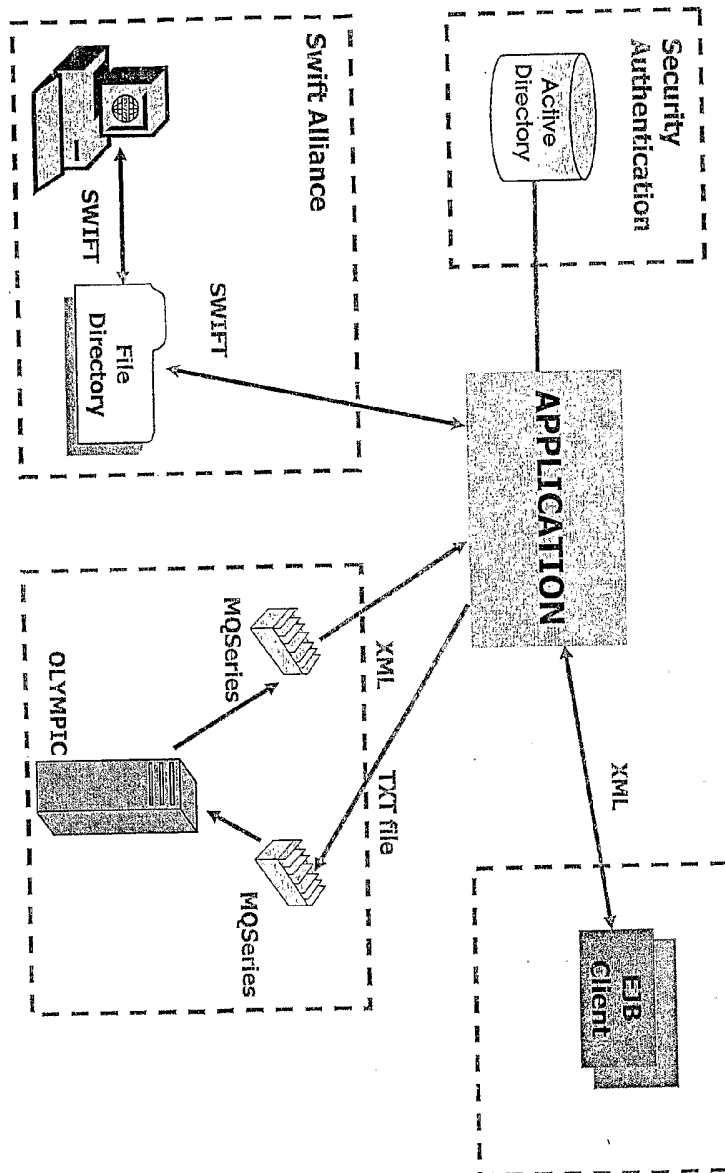 Security
Authentication
Active
Directory
APPLICATION
XML
EJB
Client
Swift Alliance
SWIFT
File
Directory
SWIFT
XML
TXT file
MQSeries
MQSeries
OLYMPIC